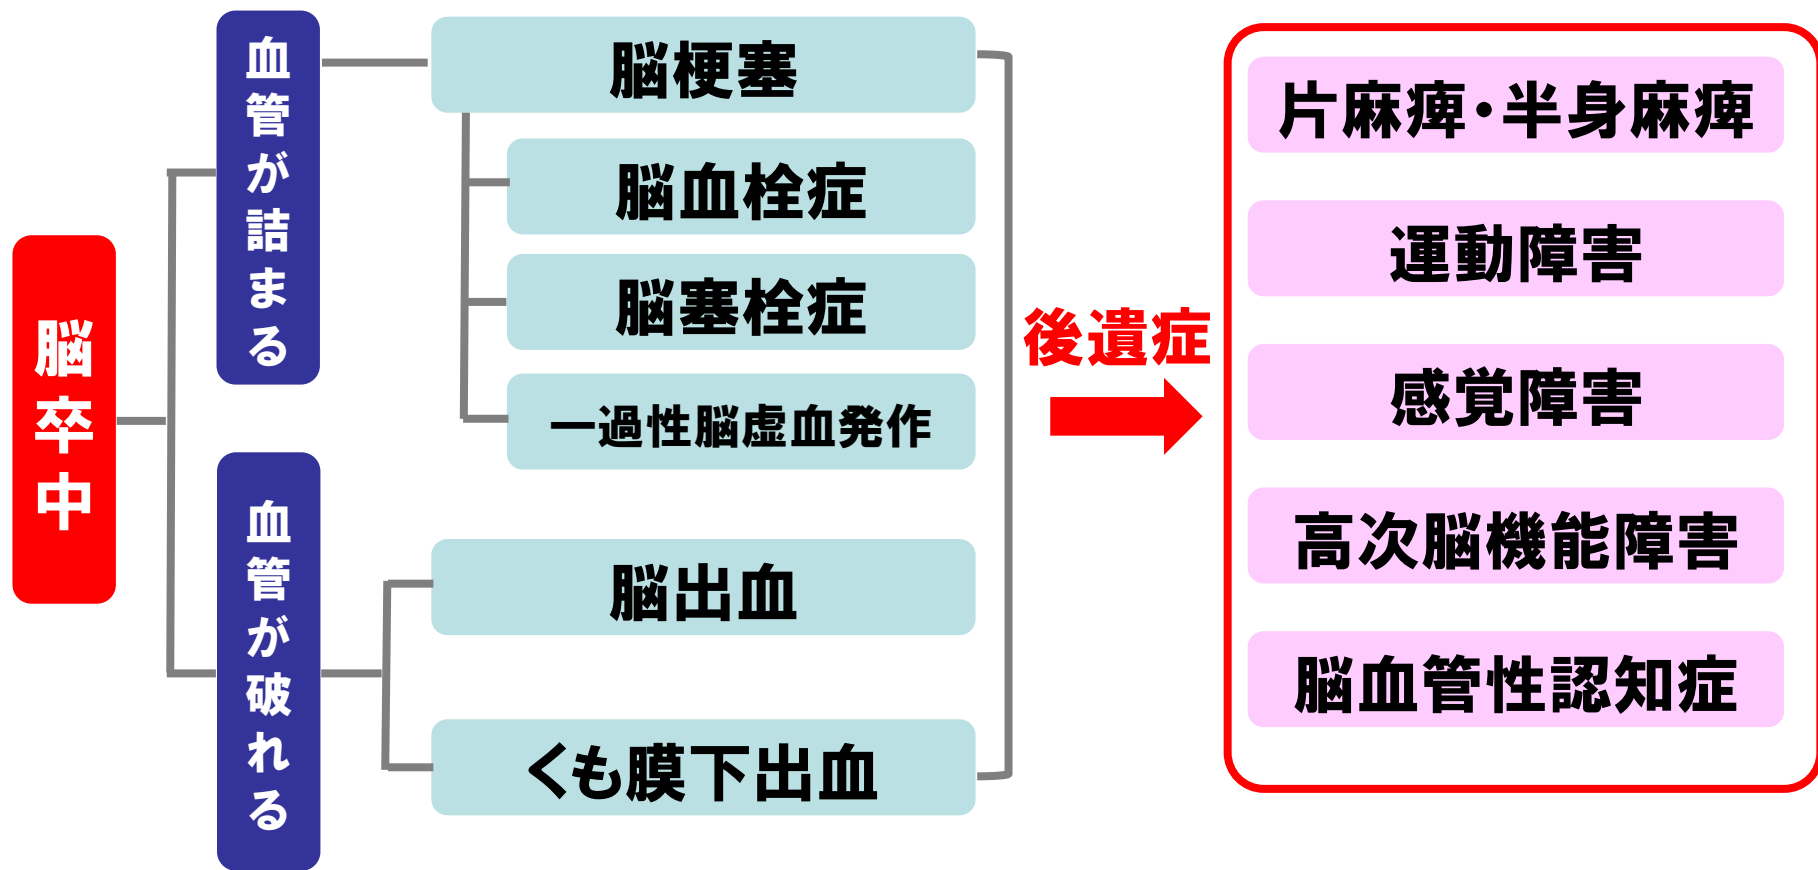 脳卒中
血管が詰まる
脳梗塞
脳血栓症
脳塞栓症
一過性脳虚血発作
血管が破れる
脳出血
くも膜下出血
後遺症
片麻痺・半身麻痺
運動障害
感覚障害
高次脳機能障害
脳血管性認知症